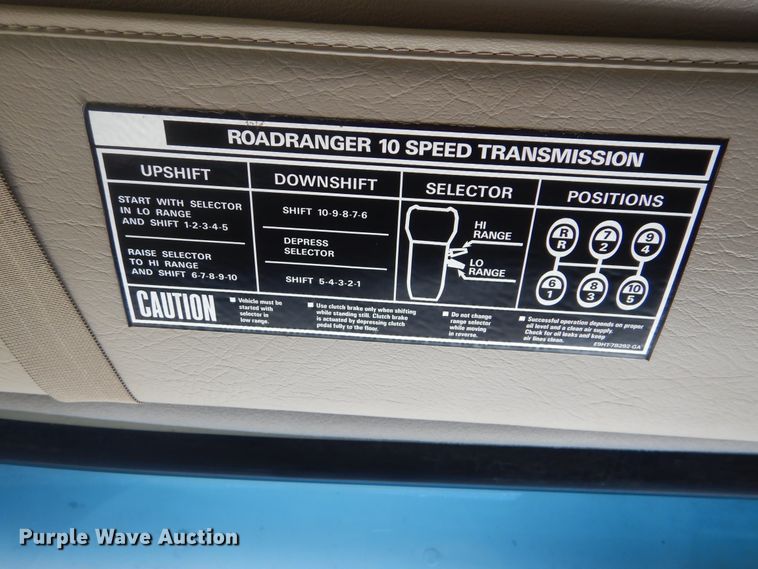 ROADRANGER 10 SPEED TRANSMISSION
UPSHIFT
START WITH SELECTOR
IN LO RANGE
AND SHIFT 1-2-3-4-5
RAISE SELECTOR
TO HI RANGE
AND SHIFT 6-7-8-9-10
DOWNSHIFT
SHIFT 10-9-8-7-6
DEPRESS
SELECTOR
SHIFT 5-4-3-2-1
SELECTOR
HI
RANGE
LO
RANGE
POSITIONS
R 7 9
R 2 4
6 8 10
1 3 5
CAUTION
■ Vehicle must be
started with
selector in
low range.
■ Use clutch brake only when shifting
while standing still. Clutch brake
is actuated by depressing clutch
pedal fully to the floor.
■ Do not change
range selector
while moving
in reverse.
■ Successful operation depends on proper
oil level and a clean air supply.
Check for oil leaks and keep
air lines clean.
E9HT-7B292-GA
Purple Wave Auction